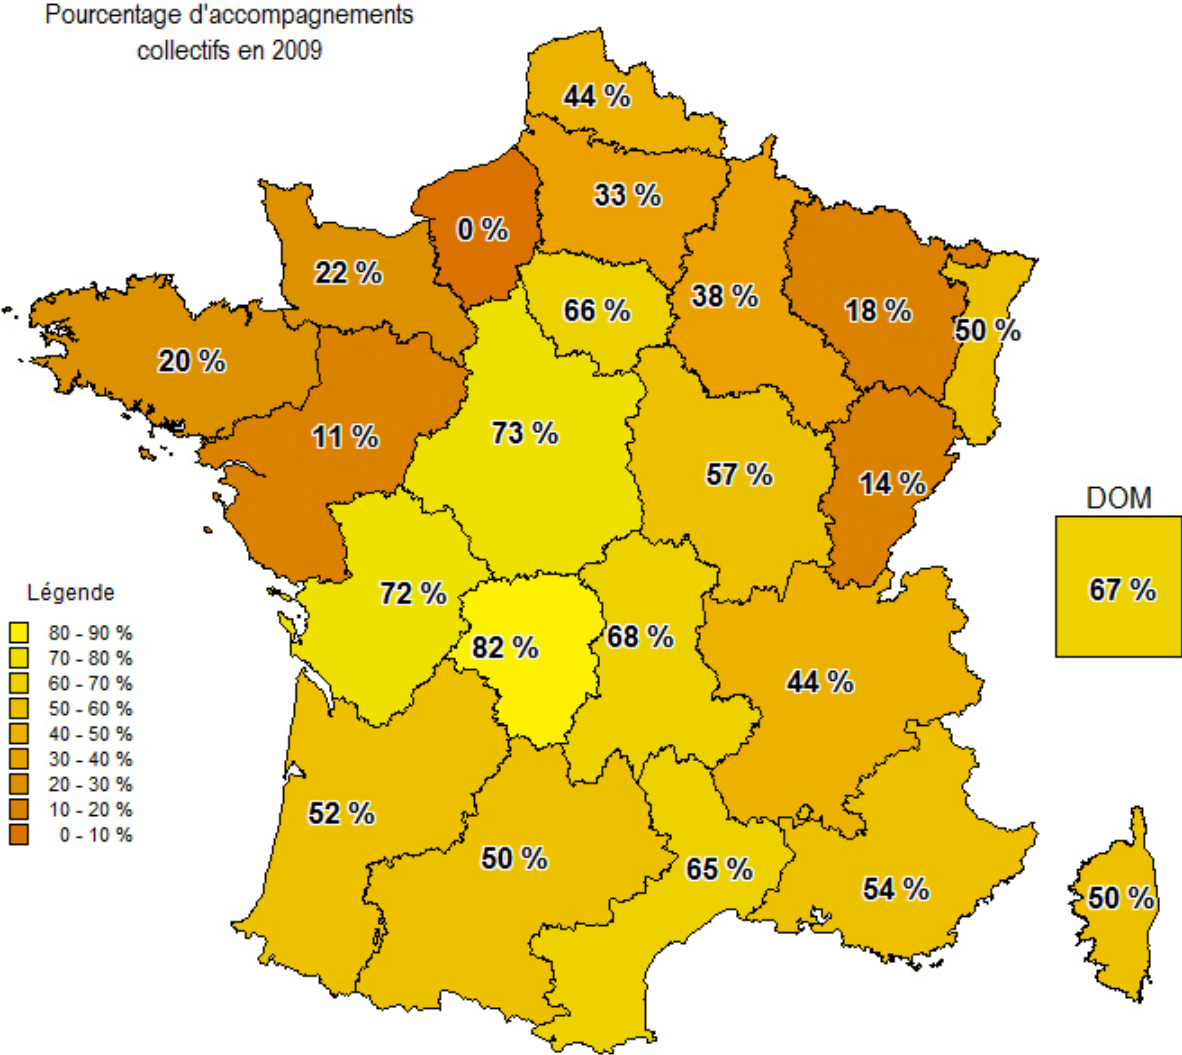 Pourcentage d'accompagnements
collectifs en 2009
44 %
33 %
0 %
22 %
66 %
38 %
18 %
50 %
20 %
11 %
73 %
57 %
14 %
DOM
67 %
72 %
82 %
68 %
44 %
52 %
50 %
65 %
54 %
50 %
Légende
80 - 90 %
70 - 80 %
60 - 70 %
50 - 60 %
40 - 50 %
30 - 40 %
20 - 30 %
10 - 20 %
0 - 10 %